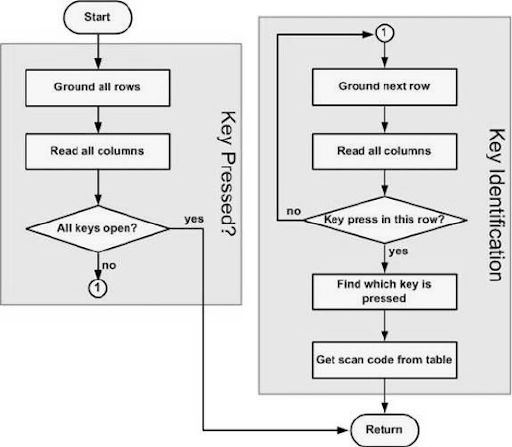 Start
Ground all rows
Read all columns
All keys open?
yes
no
1
Key Pressed?
1
Ground next row
Read all columns
no
Key press in this row?
yes
Find which key is
pressed
Get scan code from table
Key Identification
Return